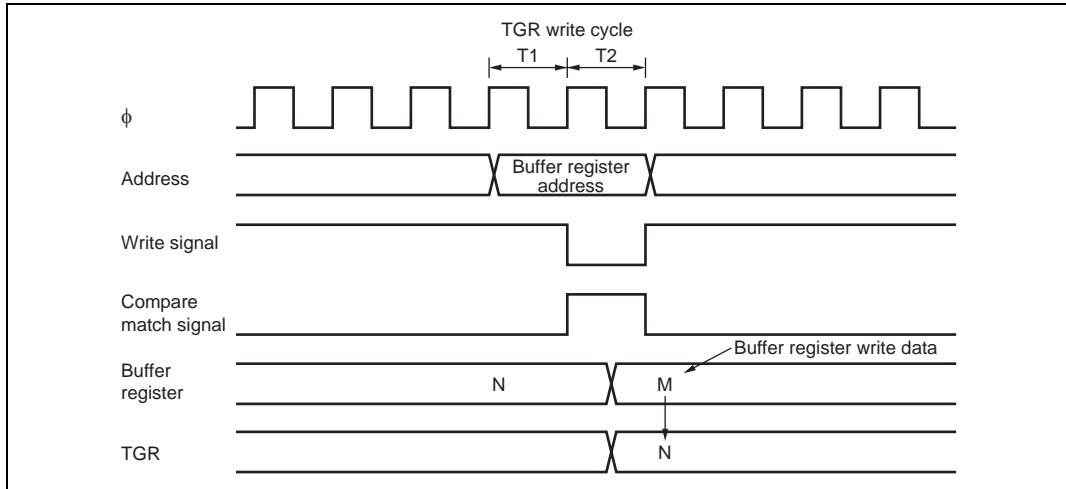 TGR write cycle
T1 T2
ϕ
Address
Buffer register
address
Write signal
Compare
match signal
Buffer register write data
Buffer
register
N M
TGR
N